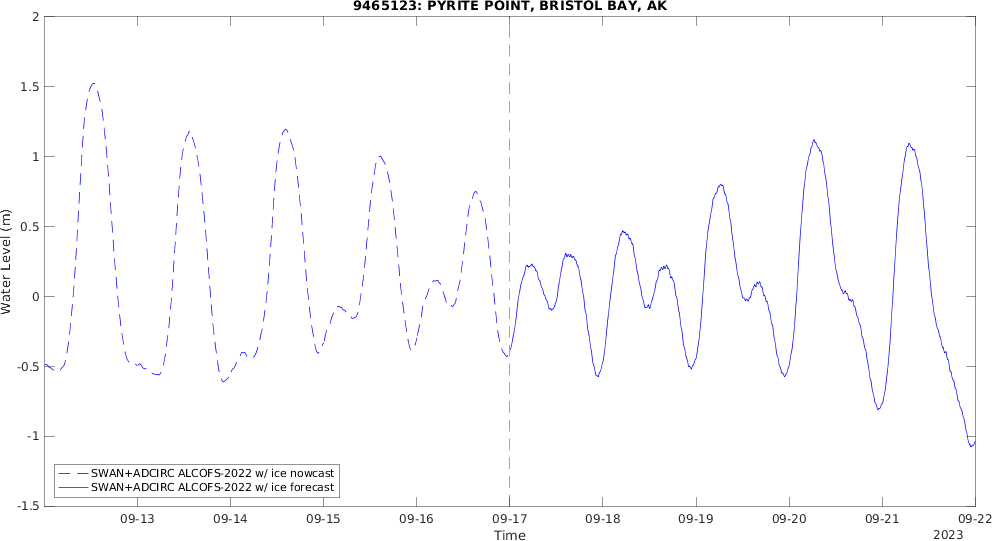 9465123: PYRITE POINT, BRISTOL BAY, AK
Water Level (m)
2
1.5
1
0.5
0
-0.5
-1
-1.5
SWAN+ADCIRC ALCOFS-2022 w/ ice nowcast
SWAN+ADCIRC ALCOFS-2022 w/ ice forecast
09-13 09-14 09-15 09-16 09-17 09-18 09-19 09-20 09-21 09-22
Time
2023